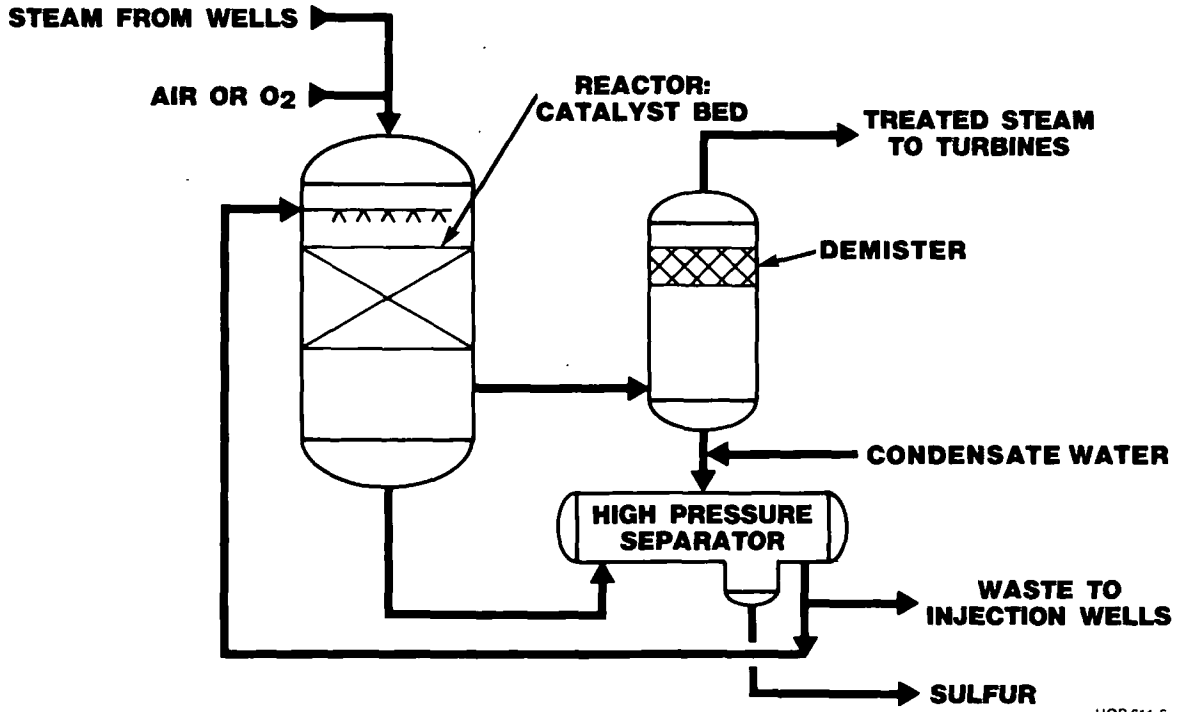 STEAM FROM WELLS
AIR OR O2
REACTOR:
CATALYST BED
TREATED STEAM
TO TURBINES
DEMISTER
CONDENSATE WATER
HIGH PRESSURE
SEPARATOR
WASTE TO
INJECTION WELLS
SULFUR